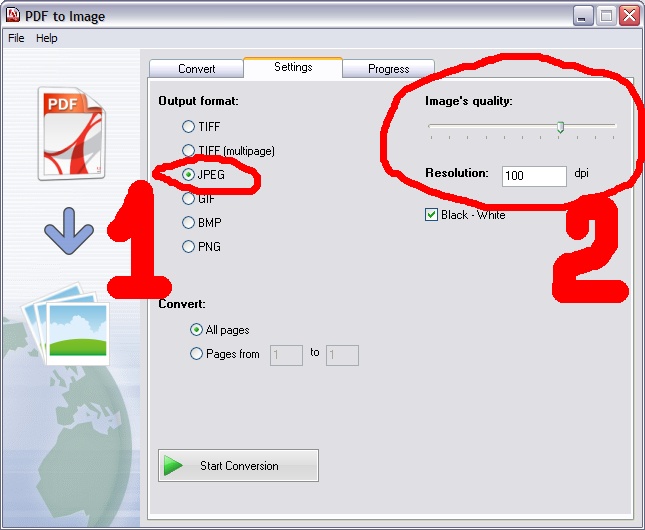 PDF to Image
File Help
Convert Settings Progress
PDF
Output format:
TIFF
TIFF (multipage)
JPEG
GIF
BMP
PNG
Image's quality:
Resolution: 100 dpi
Black - White
1
2
Convert:
All pages
Pages from 1 to 1
Start Conversion